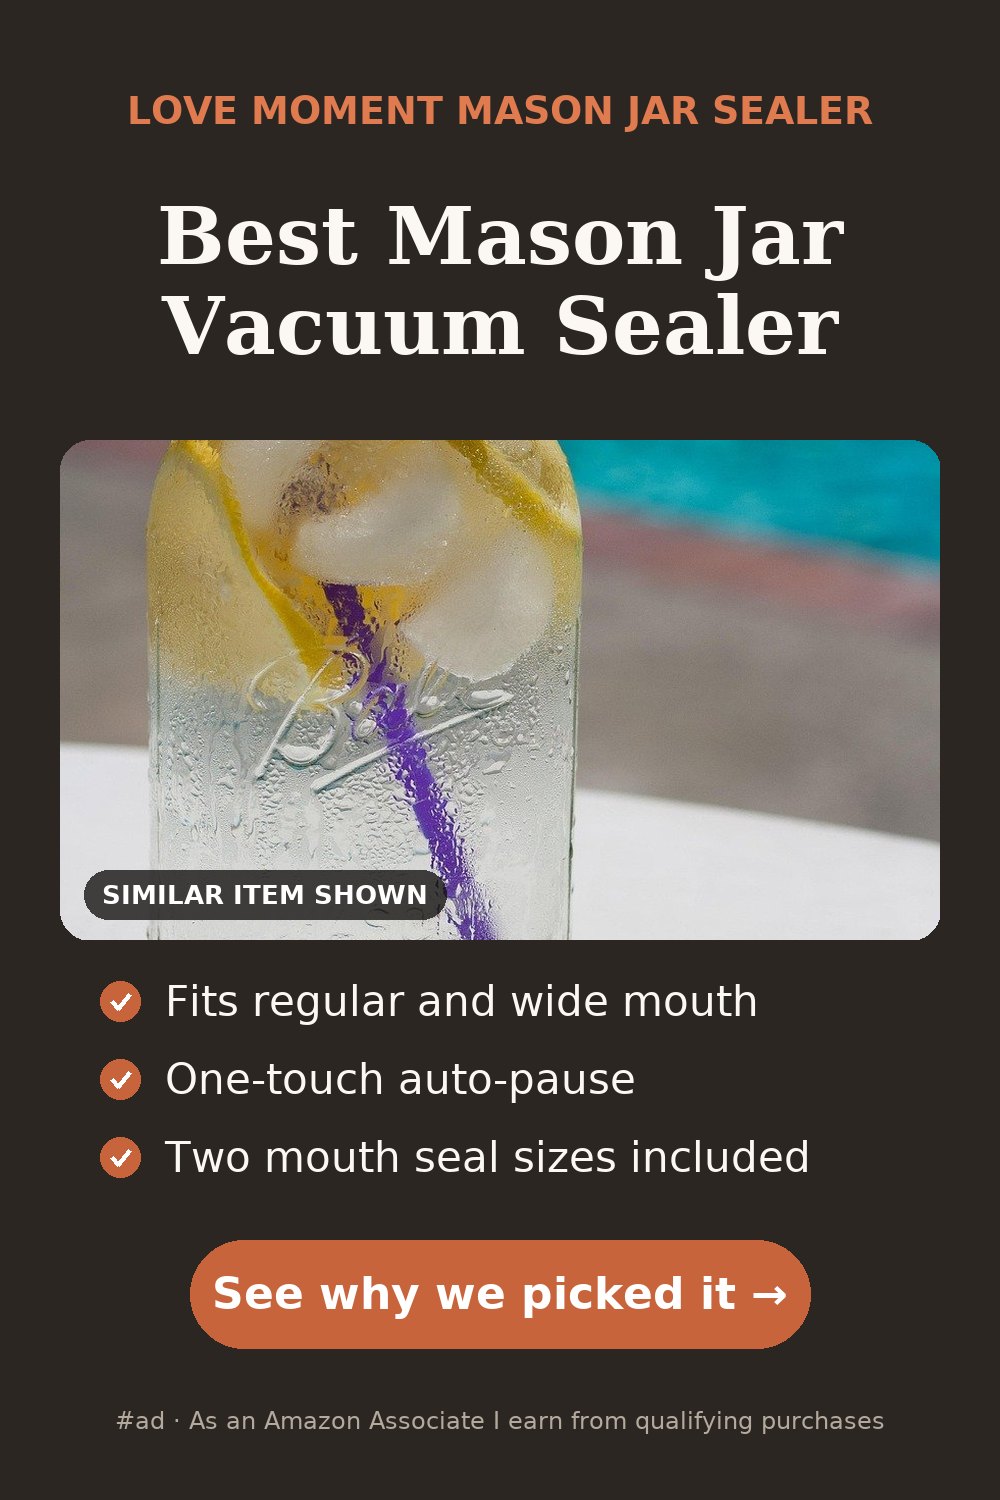 LOVE MOMENT MASON JAR SEALER
Best Mason Jar
Vacuum Sealer
Ball
SIMILAR ITEM SHOWN
Fits regular and wide mouth
One-touch auto-pause
Two mouth seal sizes included
See why we picked it →
#ad · As an Amazon Associate I earn from qualifying purchases